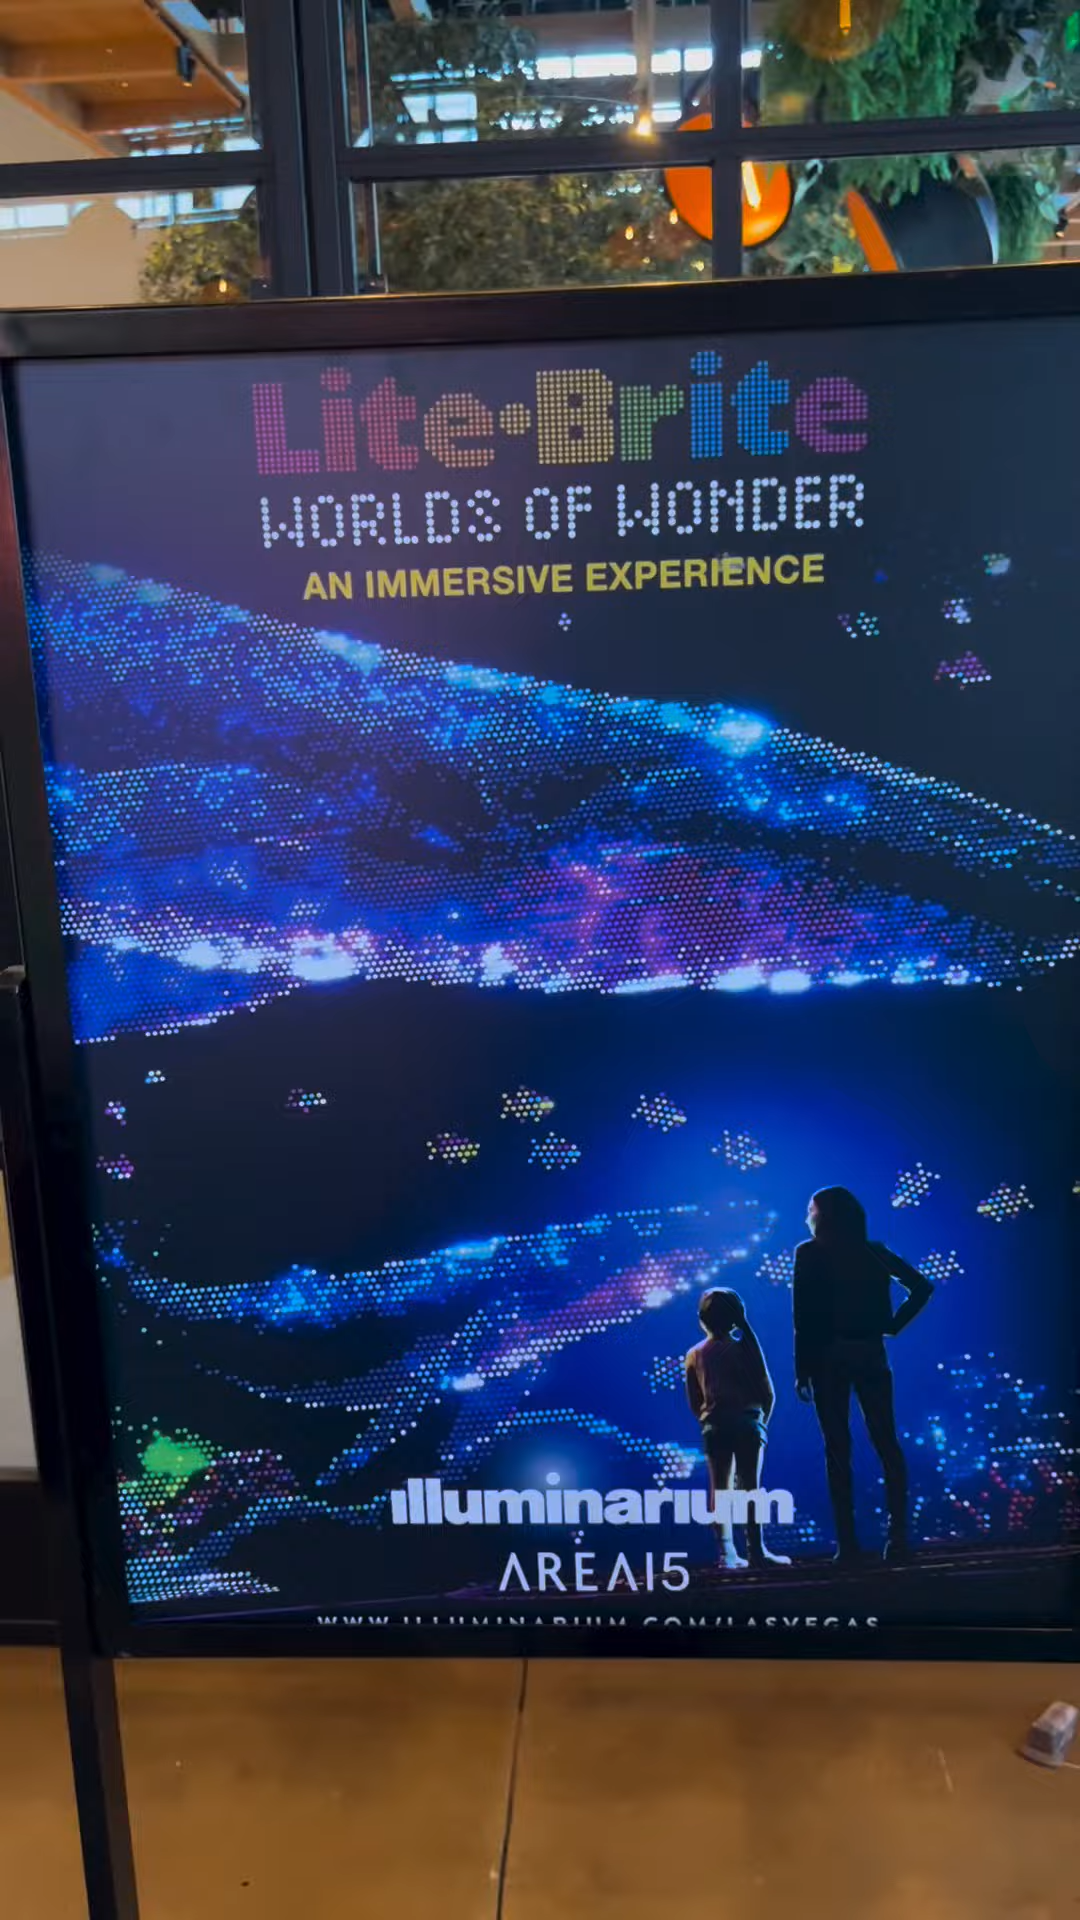 Lite•Brite
WORLDS OF WONDER
AN IMMERSIVE EXPERIENCE
illuminarium
AREA15
WWW.ILLUMINARIUM.COM/LASVEGAS